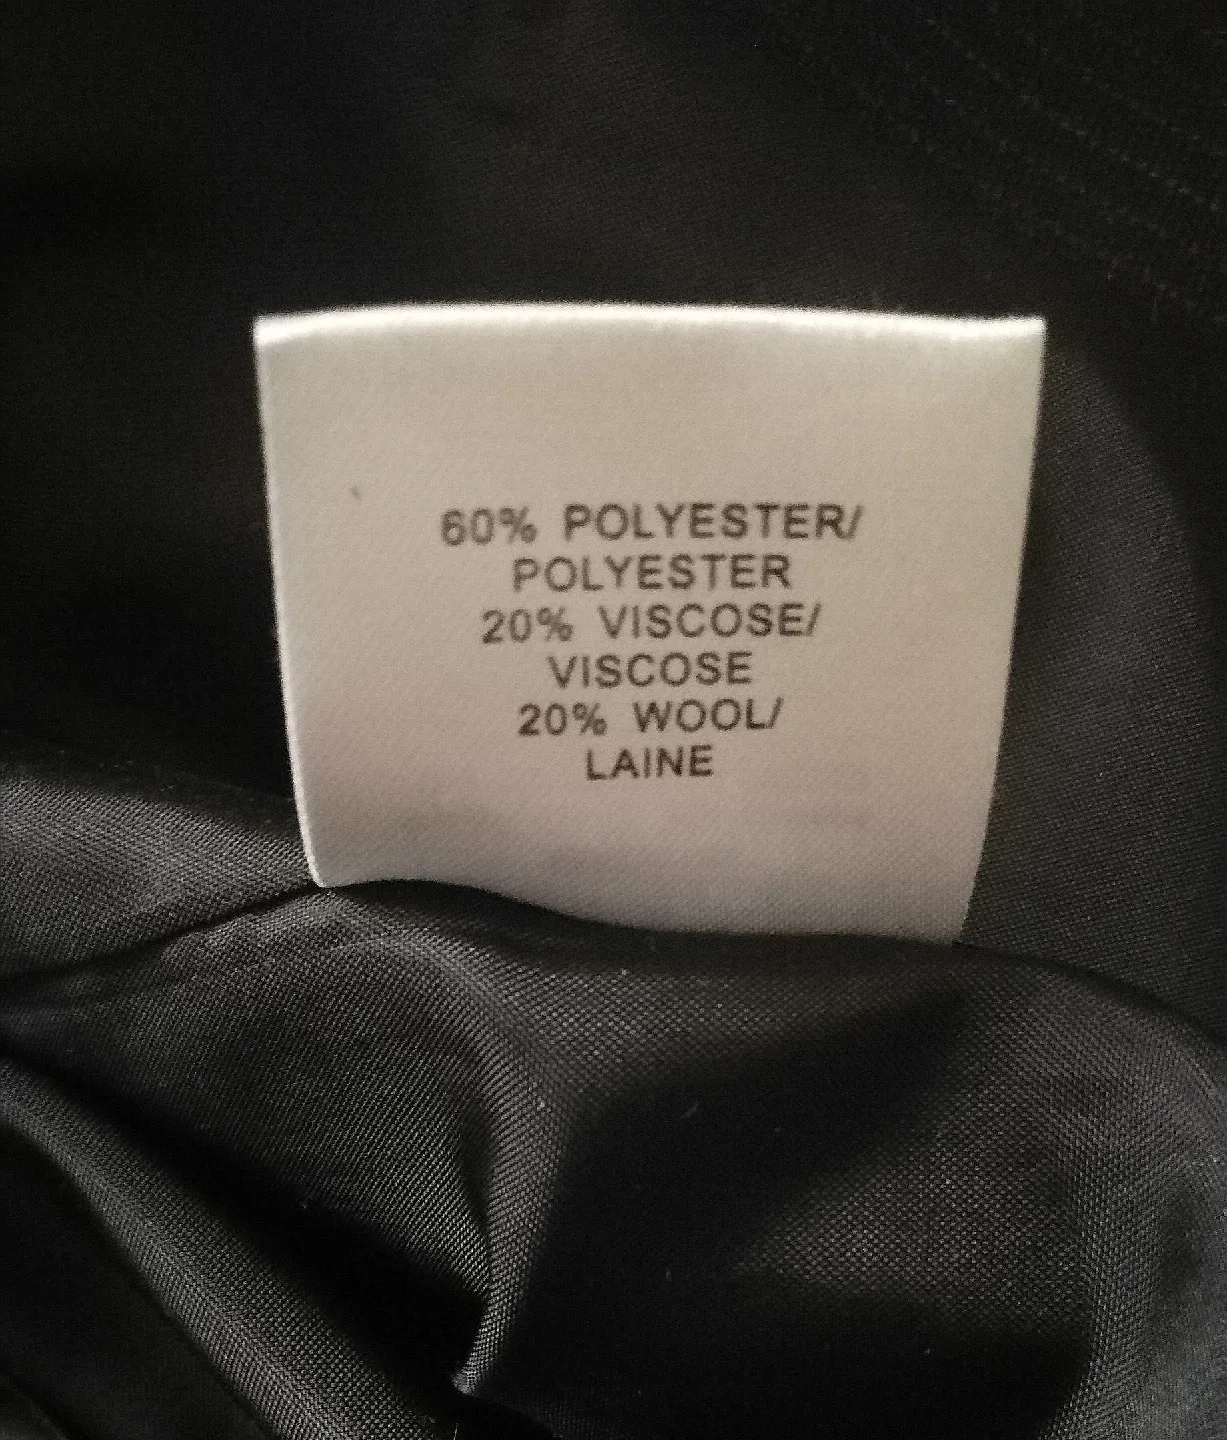 60% POLYESTER/
POLYESTER
20% VISCOSE/
VISCOSE
20% WOOL/
LAINE